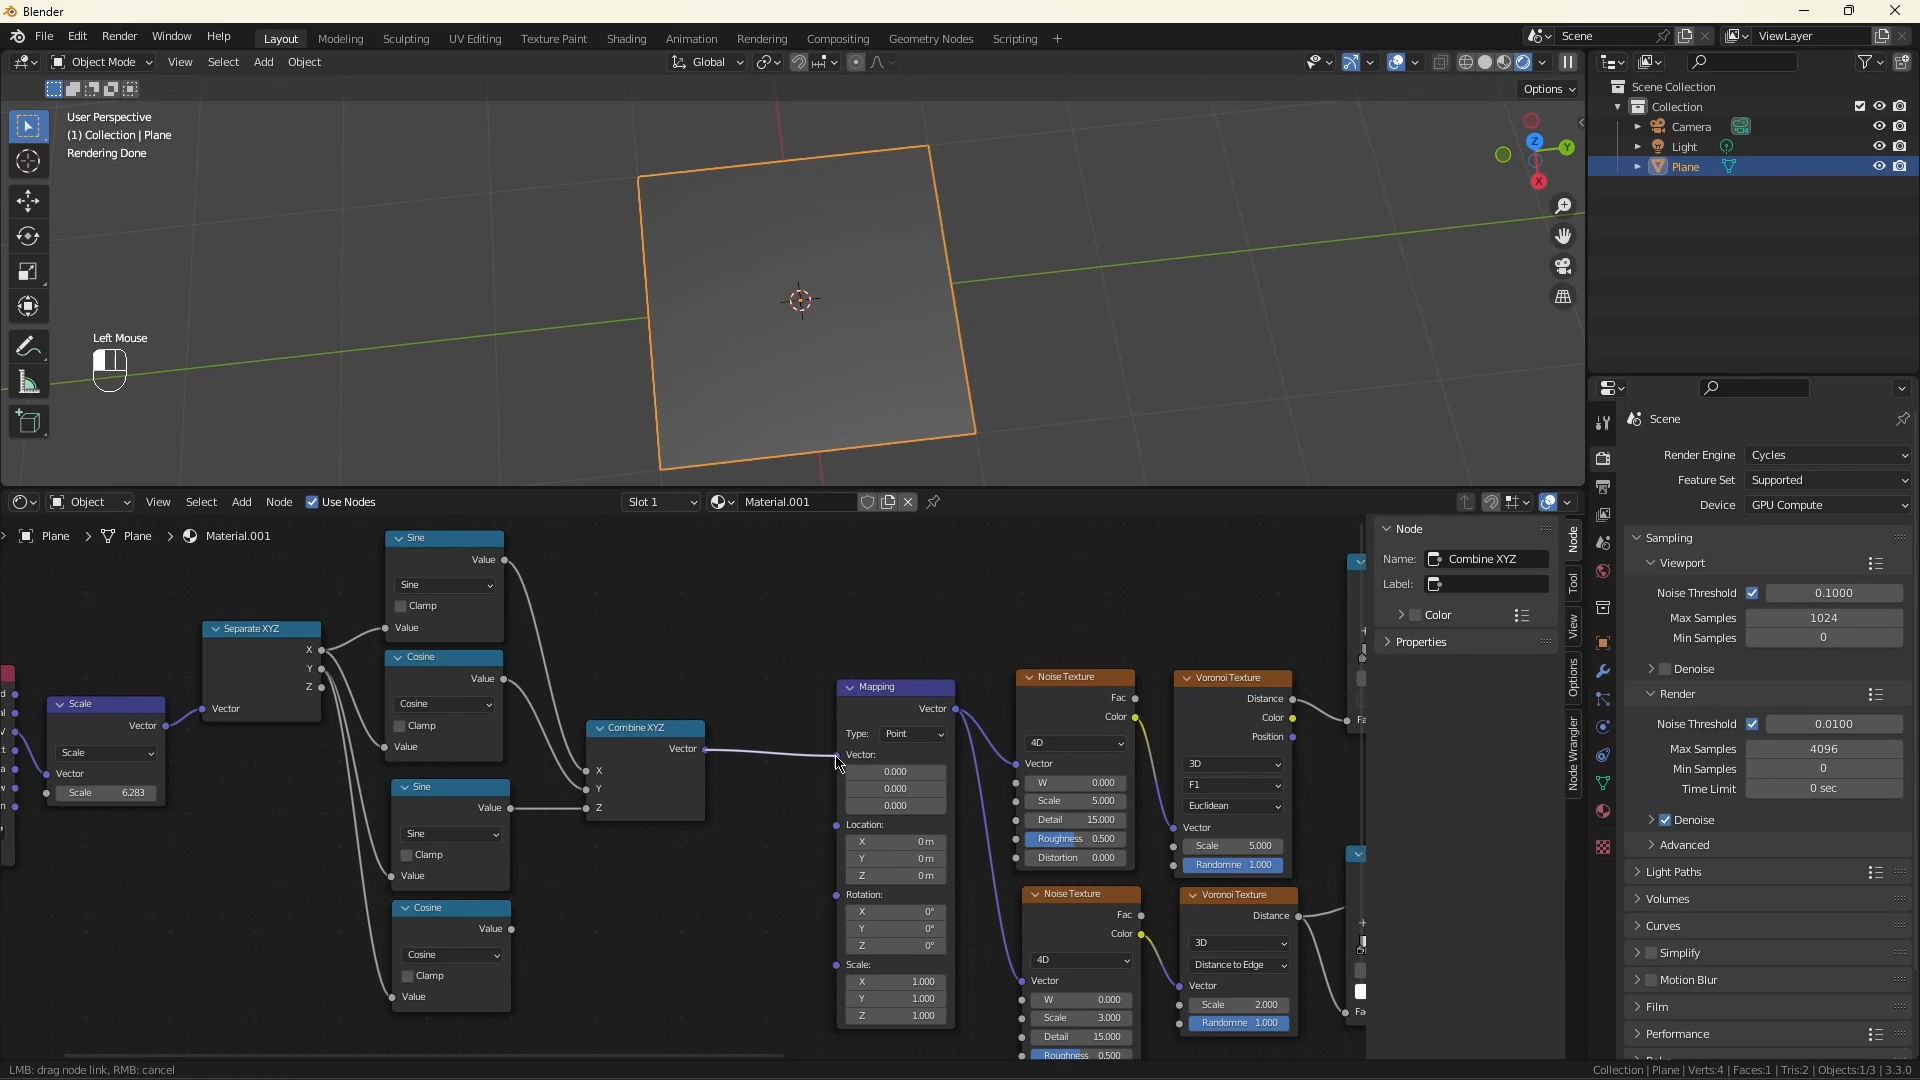 Blender
File Edit Render Window Help Layout Modeling Sculpting UV Editing Texture Paint Shading Animation Rendering Compositing Geometry Nodes Scripting + Scene ViewLayer
Object Mode View Select Add Object Global
Options
User Perspective
(1) Collection | Plane
Rendering Done
Left Mouse
Z
Y
X
Scene Collection
Collection
Camera
Light
Plane
Object View Select Add Node Use Nodes Slot 1 Material.001
Plane > Plane > Material.001
Scale
Vector
Scale
Vector
Scale 6.283
Separate XYZ
X
Y
Z
Vector
Sine
Value
Sine
Clamp
Value
Cosine
Value
Cosine
Clamp
Value
Sine
Value
Sine
Clamp
Value
Cosine
Value
Cosine
Clamp
Value
Combine XYZ
Vector
X
Y
Z
Mapping
Vector
Type: Point
Vector:
0.000
0.000
0.000
Location:
X 0 m
Y 0 m
Z 0 m
Rotation:
X 0°
Y 0°
Z 0°
Scale:
X 1.000
Y 1.000
Z 1.000
Noise Texture
Fac
Color
4D
Vector
W 0.000
Scale 5.000
Detail 15.000
Roughness 0.500
Distortion 0.000
Noise Texture
Fac
Color
4D
Vector
W 0.000
Scale 3.000
Detail 15.000
Roughness 0.500
Voronoi Texture
Distance
Color
Position
3D
F1
Euclidean
Vector
Scale 5.000
Randomne 1.000
Voronoi Texture
Distance
3D
Distance to Edge
Vector
Scale 2.000
Randomne 1.000
Fa
Fa
Node
Name: Combine XYZ
Label:
Color
Properties
Node
Tool
View
Options
Node Wrangler
Scene
Render Engine Cycles
Feature Set Supported
Device GPU Compute
Sampling
Viewport
Noise Threshold 0.1000
Max Samples 1024
Min Samples 0
Denoise
Render
Noise Threshold 0.0100
Max Samples 4096
Min Samples 0
Time Limit 0 sec
Denoise
Advanced
Light Paths
Volumes
Curves
Simplify
Motion Blur
Film
Performance
LMB: drag node link, RMB: cancel
Collection | Plane | Verts:4 | Faces:1 | Tris:2 | Objects:1/3 | 3.3.0